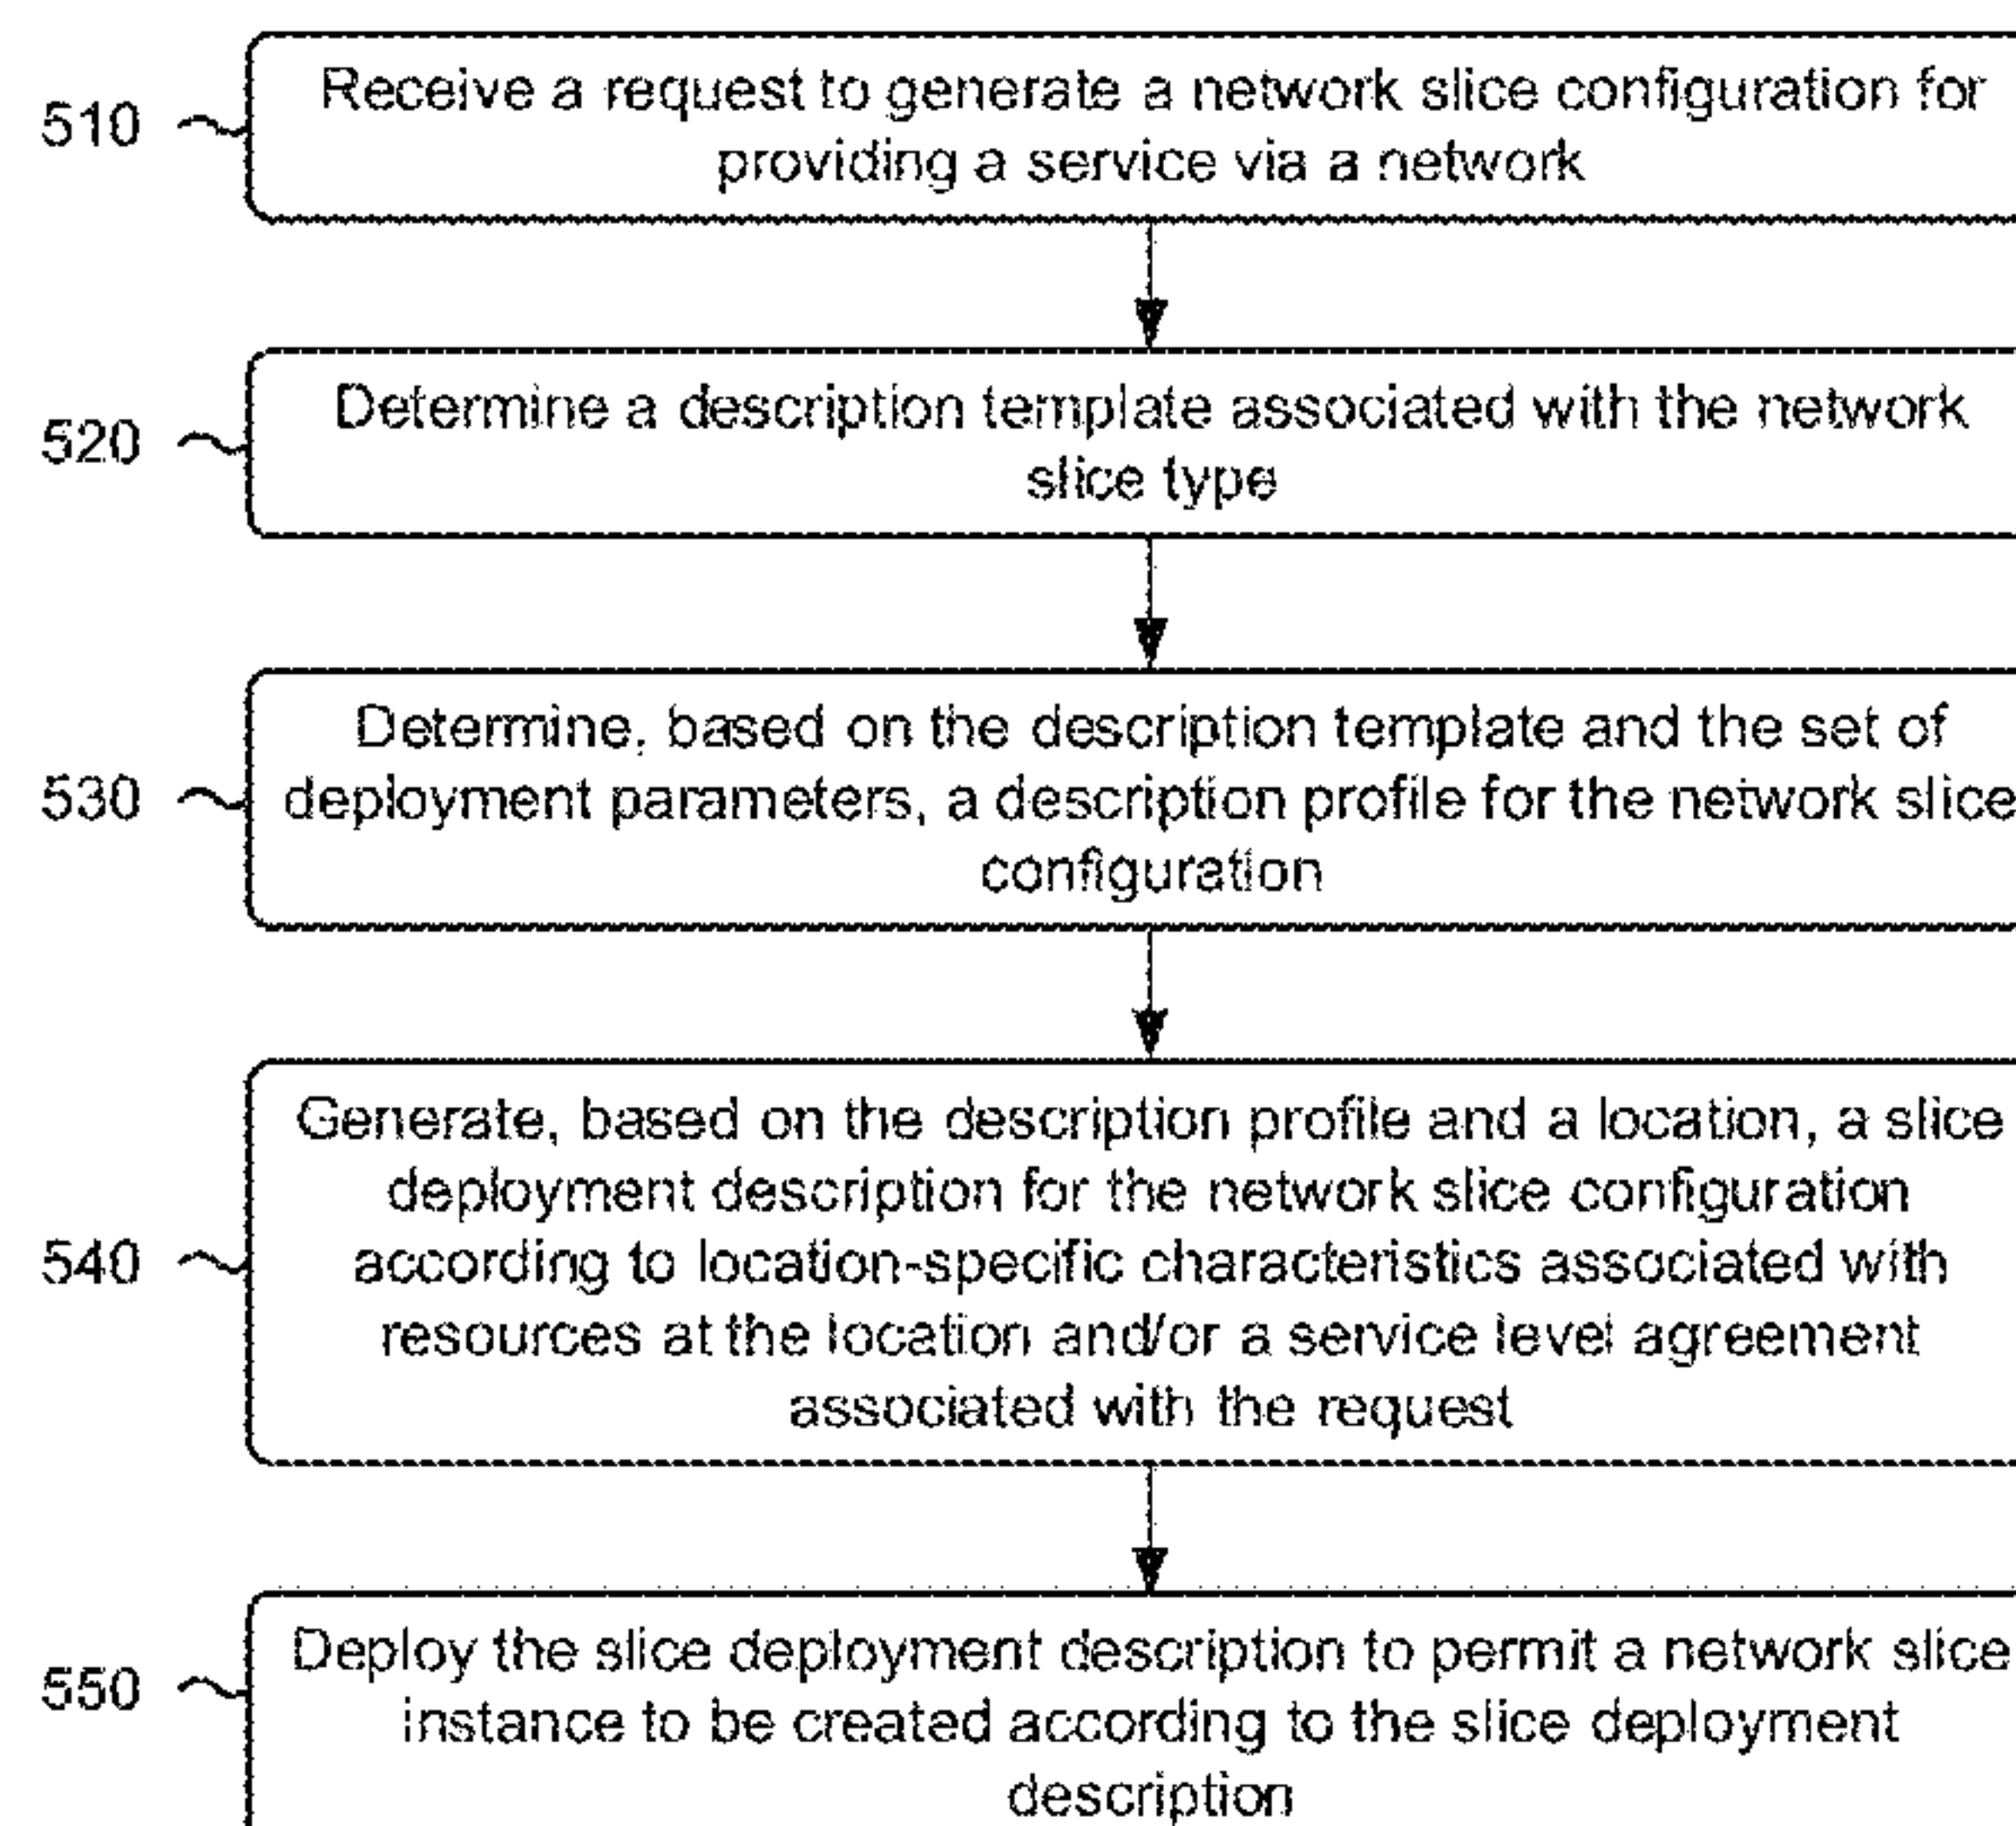 Receive a request to generate a network slice configuration for
510
providing a service via a network
Determine a description template associated with the network
520
slice type
Determine, based on the description template and the set of
530
deployment parameters, a description profile for the network slice
configuration
Generate, based on the description profile and a location, a slice
deployment description for the network slice configuration
540
according to location-specific characteristics associated with
resources at the location and/or a service level agreement
associated with the request
Deploy the slice deployment description to permit a network slice
550
instance to be created according to the slice deployment
description